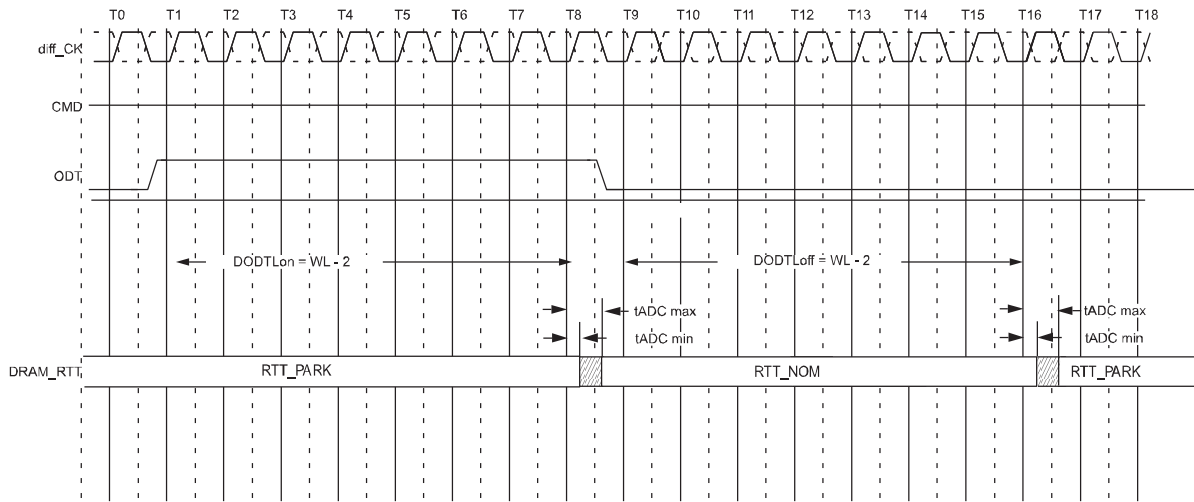 T0 T1 T2 T3 T4 T5 T6 T7 T8 T9 T10 T11 T12 T13 T14 T15 T16 T17 T18
diff_CK
CMD
ODT
DODTLon = WL - 2 DODTLoff = WL - 2
tADC max tADC max
tADC min tADC min
DRAM_RTT RTT_PARK RTT_NOM RTT_PARK